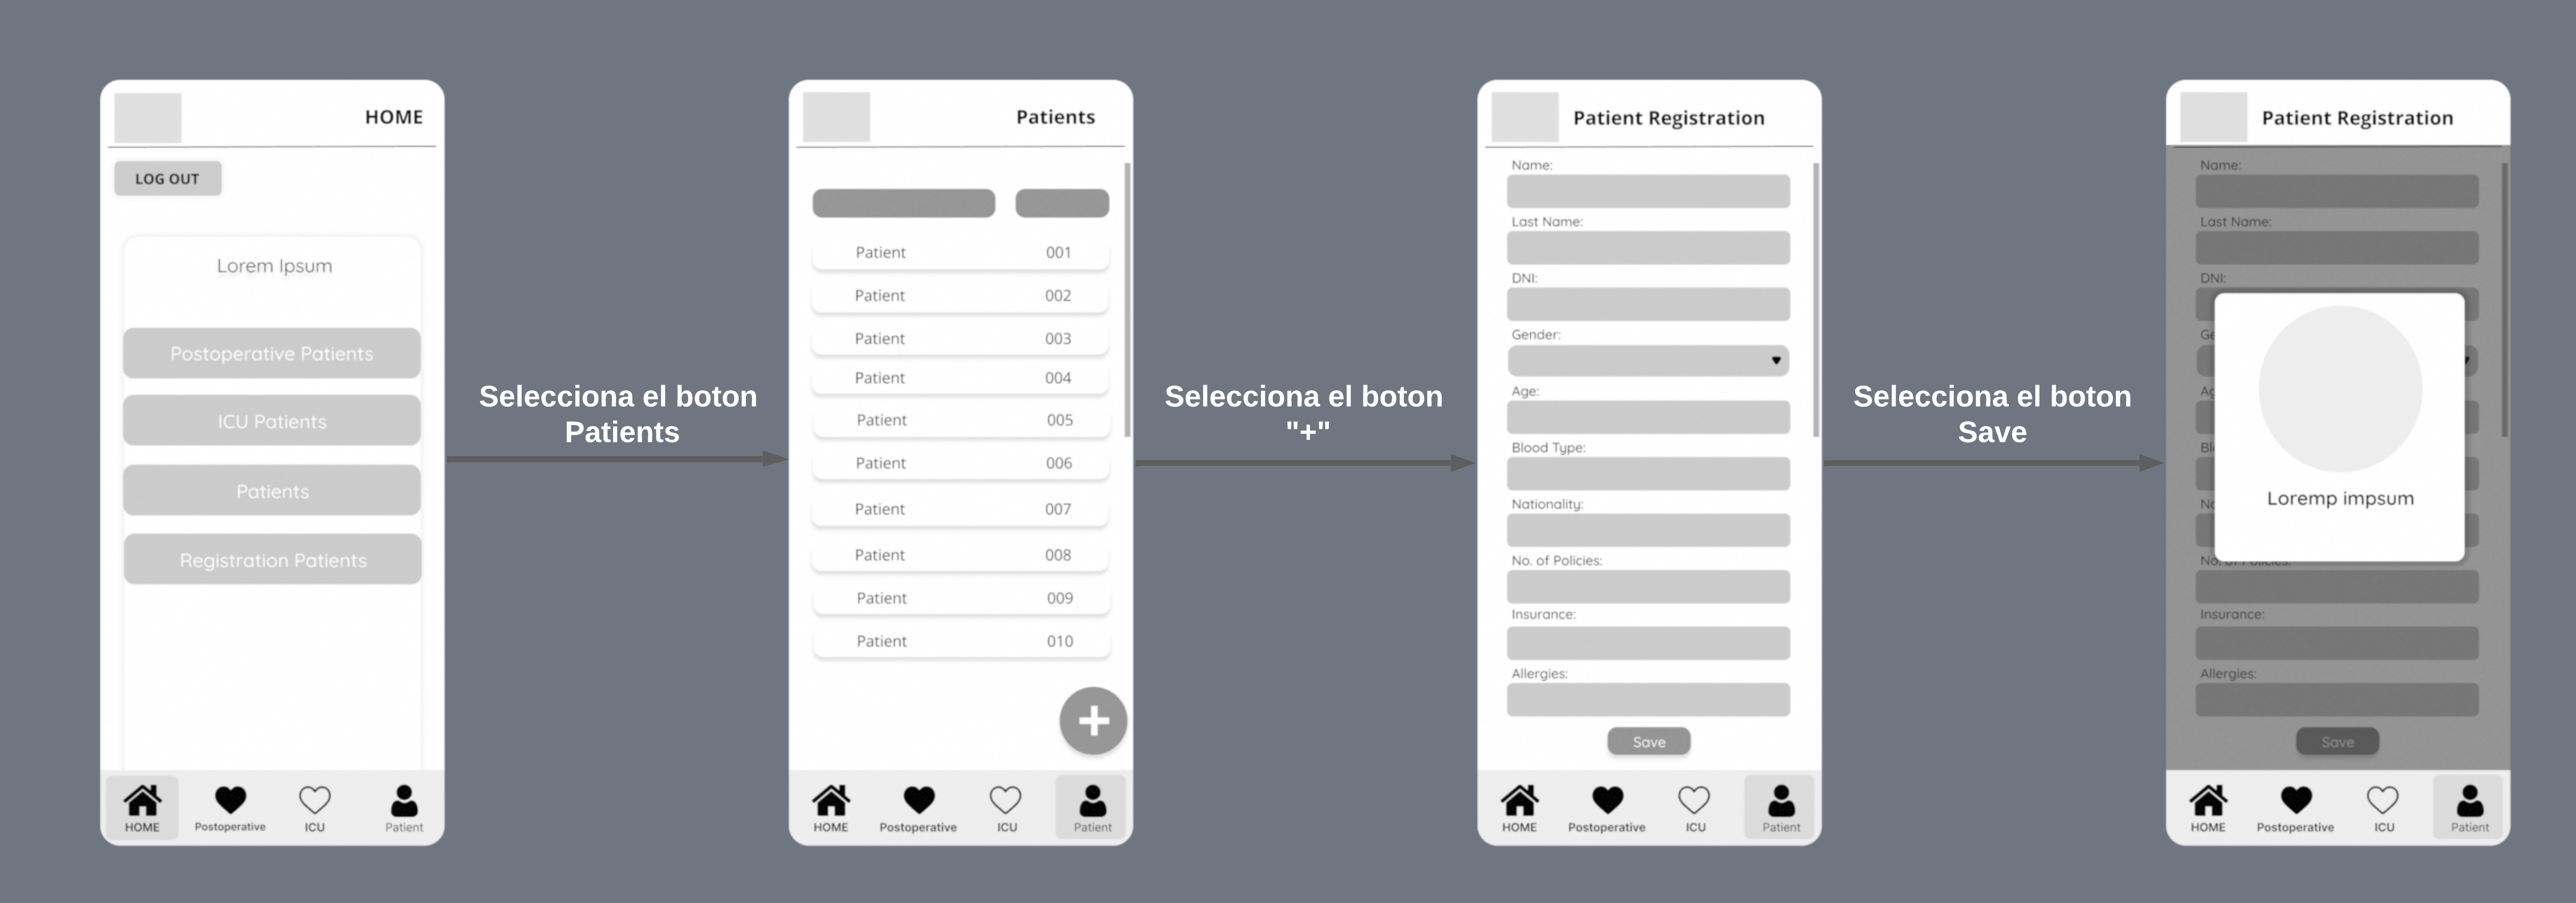 HOME
LOG OUT
Lorem Ipsum
Postoperative Patients
ICU Patients
Patients
Registration Patients
HOME
Postoperative
ICU
Patient
Selecciona el boton
Patients
Patients
Patient 001
Patient 002
Patient 003
Patient 004
Patient 005
Patient 006
Patient 007
Patient 008
Patient 009
Patient 010
HOME
Postoperative
ICU
Patient
Selecciona el boton
"+"
Patient Registration
Name:
Last Name:
DNI:
Gender:
Age:
Blood Type:
Nationality:
No. of Policies:
Insurance:
Allergies:
Save
HOME
Postoperative
ICU
Patient
Selecciona el boton
Save
Patient Registration
Name:
Last Name:
DNI:
Ge
Ag
Bl
Loremp impsum
Na
No. of Policies:
Insurance:
Allergies:
Save
HOME
Postoperative
ICU
Patient